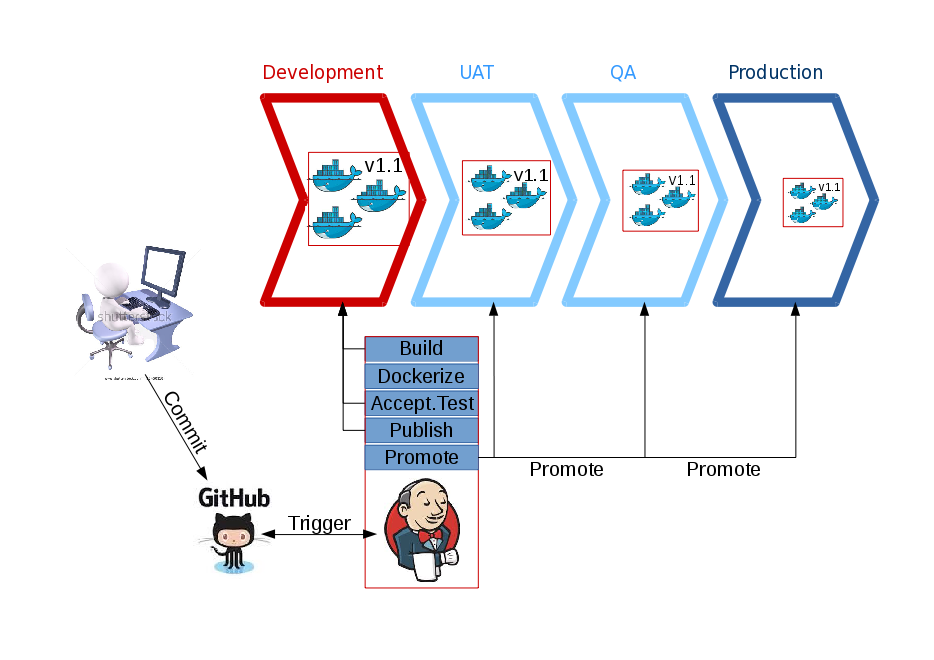 Development
UAT
QA
Production
v1.1
v1.1
v1.1
v1.1
shutterstock
Build
Dockerize
Accept.Test
Publish
Promote
Promote
Promote
Commit
GitHub
Trigger